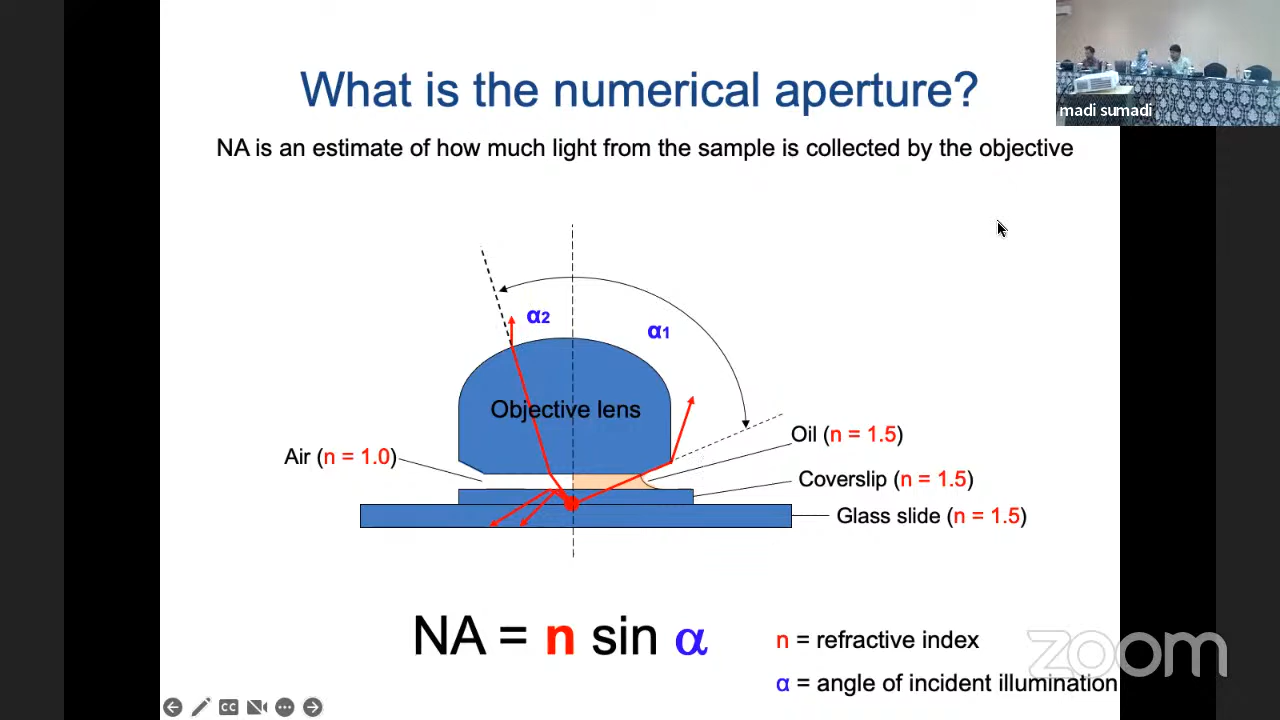 What is the numerical aperture?
madi sumadi
NA is an estimate of how much light from the sample is collected by the objective
α2
α1
Objective lens
Air (n = 1.0)
Oil (n = 1.5)
Coverslip (n = 1.5)
Glass slide (n = 1.5)
NA = n sin α
n = refractive index
α = angle of incident illumination
zoom
CC